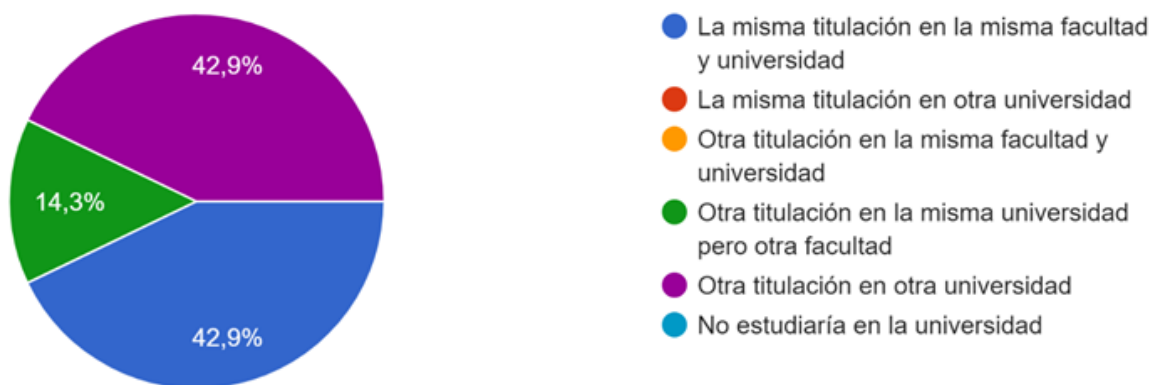 42,9%
14,3%
42,9%
La misma titulación en la misma facultad
y universidad
La misma titulación en otra universidad
Otra titulación en la misma facultad y
universidad
Otra titulación en la misma universidad
pero otra facultad
Otra titulación en otra universidad
No estudiaría en la universidad